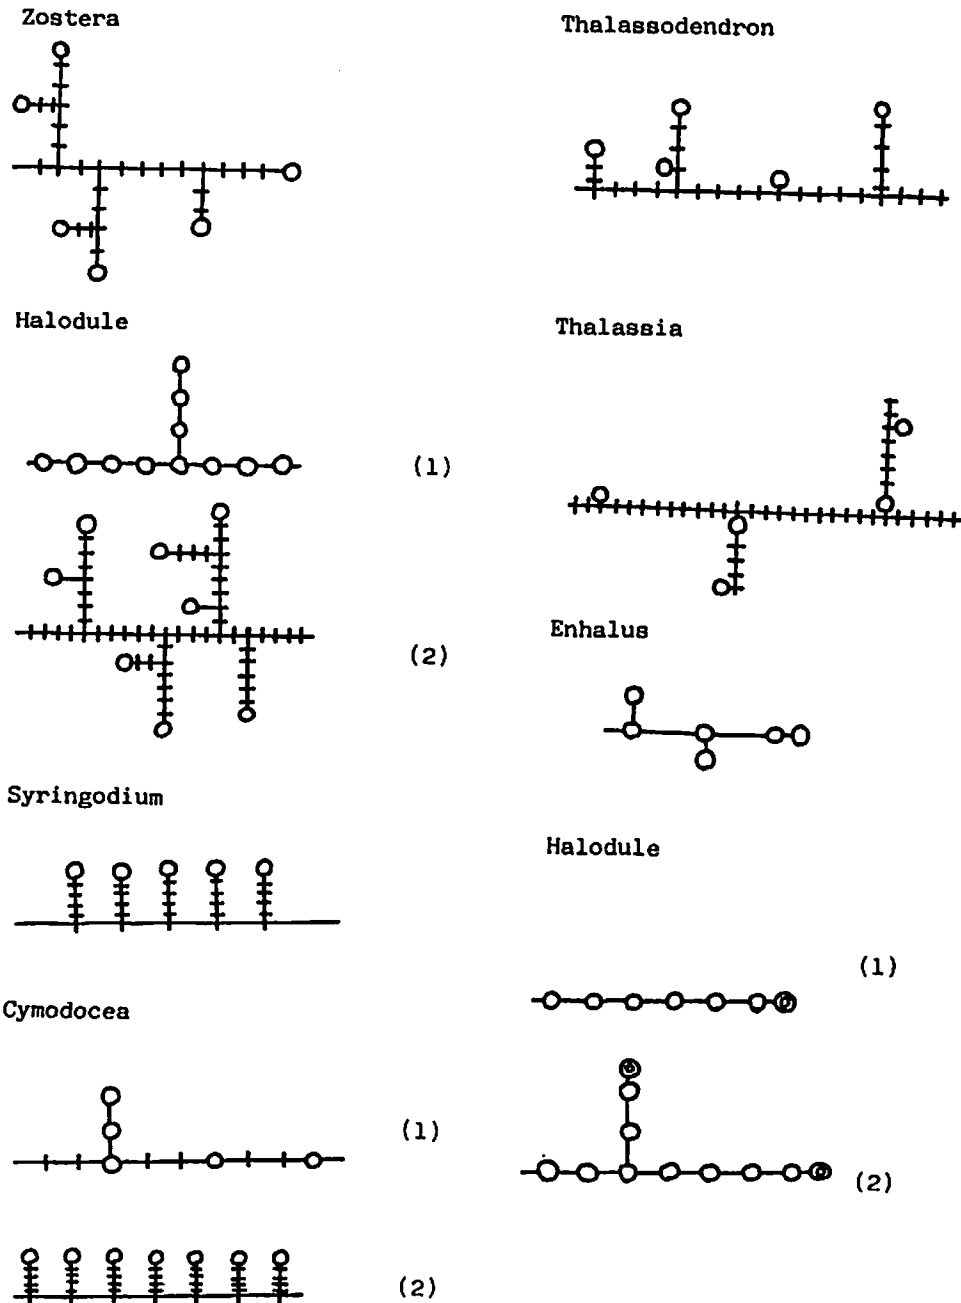 Zostera
Thalassodendron
Halodule
(1)
(2)
Thalassia
Enhalus
Syringodium
Halodule
(1)
(2)
Cymodocea
(1)
(2)